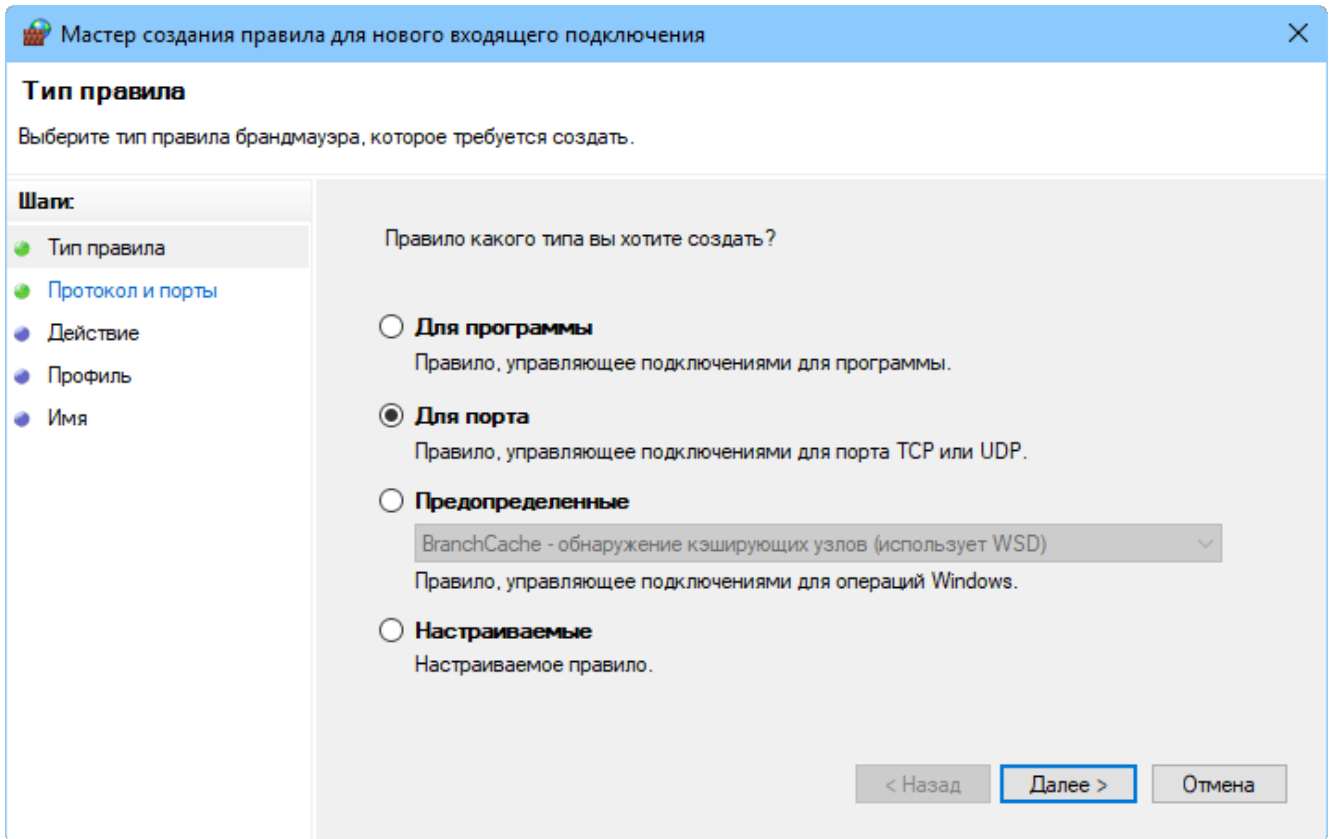 Мастер создания правила для нового входящего подключения
Тип правила
Выберите тип правила брандмауэра, которое требуется создать.
Шаги:
Тип правила
Протокол и порты
Действие
Профиль
Имя
Правило какого типа вы хотите создать?
Для программы
Правило, управляющее подключениями для программы.
Для порта
Правило, управляющее подключениями для порта TCP или UDP.
Предопределенные
BranchCache - обнаружение кэширующих узлов (использует WSD)
Правило, управляющее подключениями для операций Windows.
Настраиваемые
Настраиваемое правило.
< Назад
Далее >
Отмена